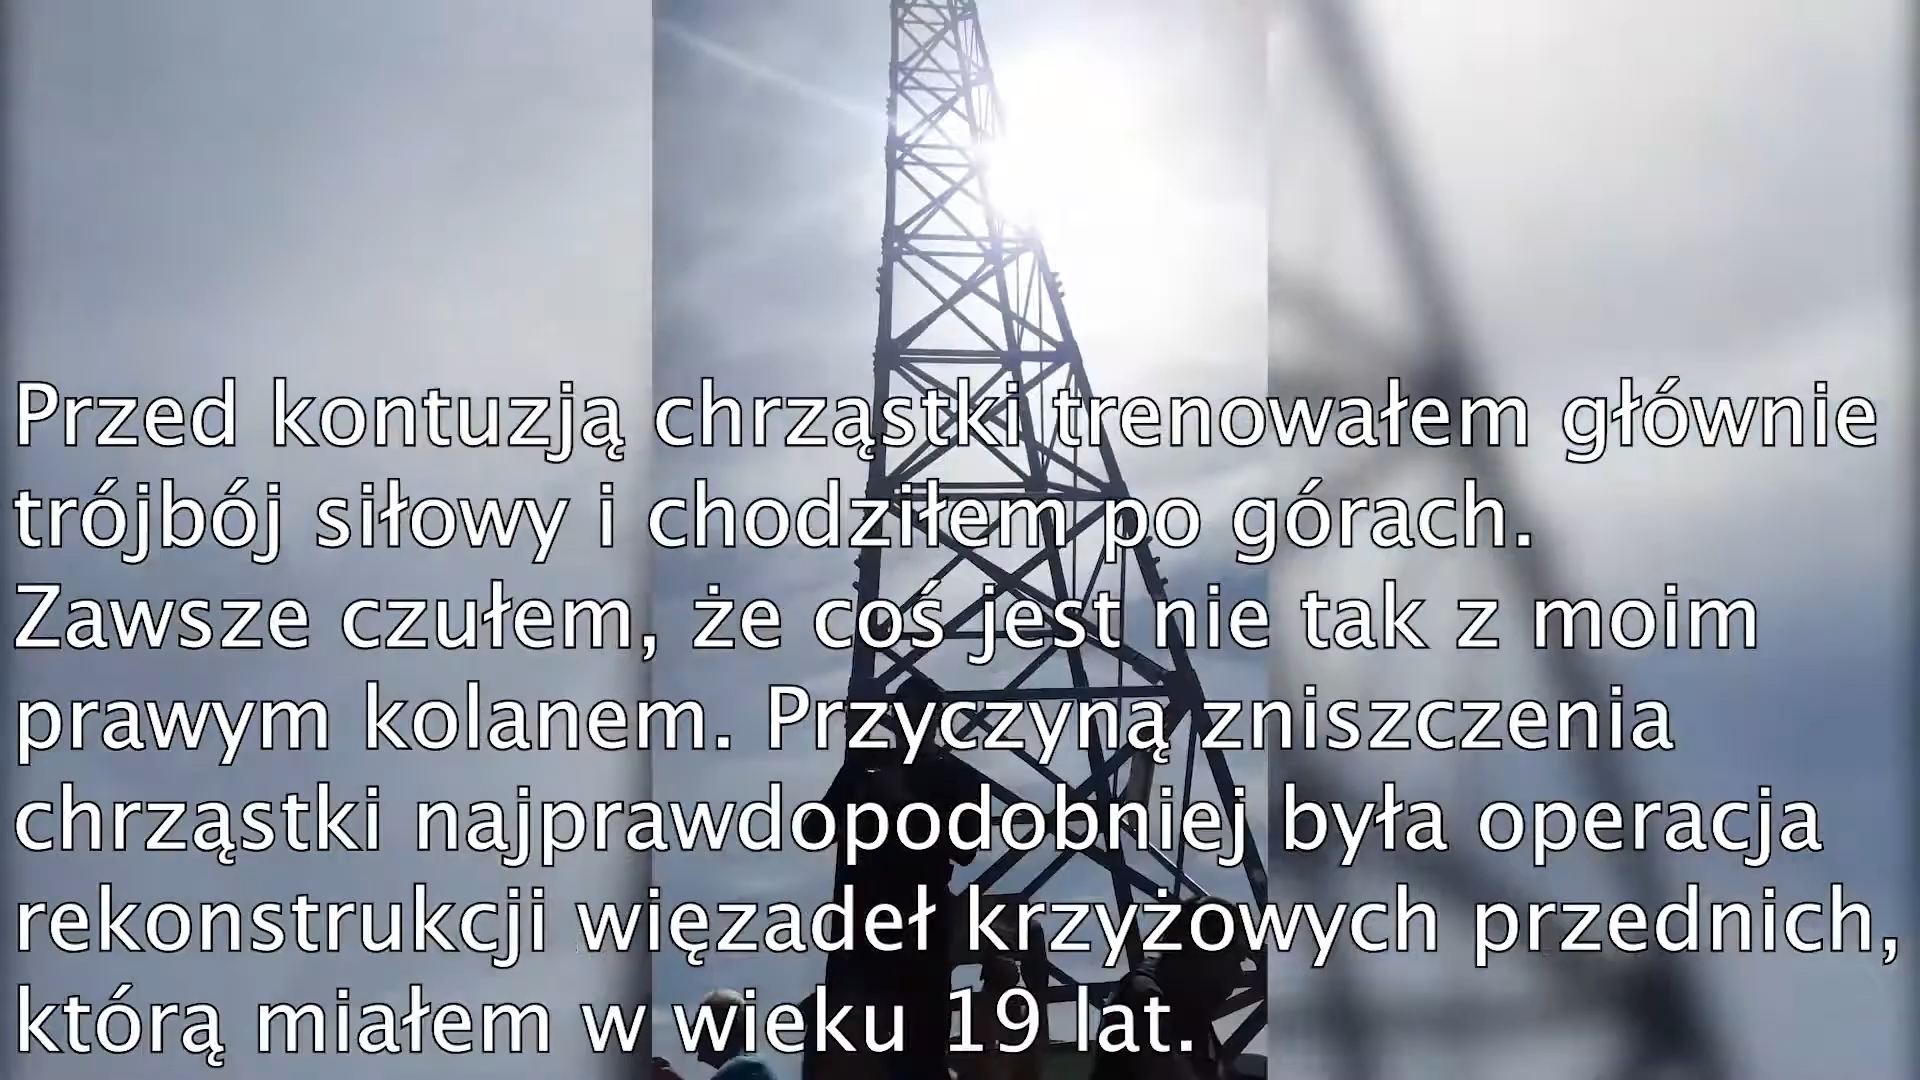 Przed kontuzją chrząstki trenowałem głównie
trójbój siłowy i chodziłem po górach.
Zawsze czułem, że coś jest nie tak z moim
prawym kolanem. Przyczyną zniszczenia
chrząstki najprawdopodobniej była operacja
rekonstrukcji więzadeł krzyżowych przednich,
którą miałem w wieku 19 lat.